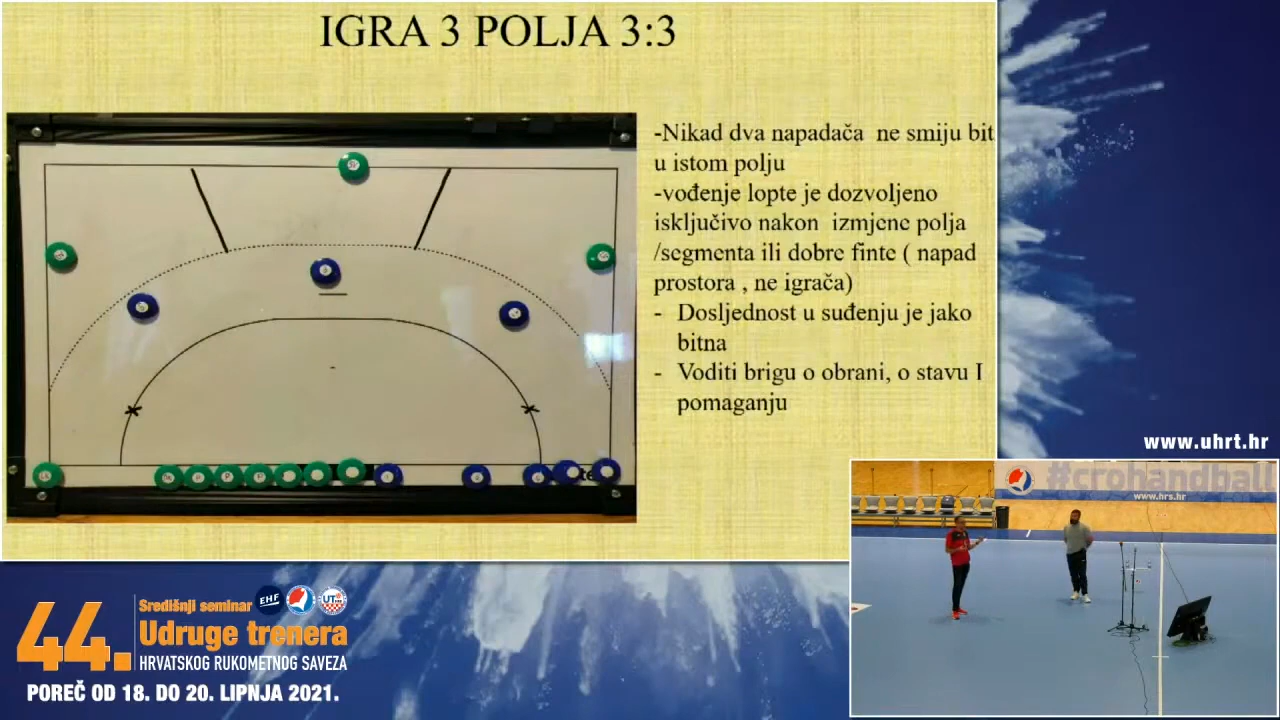 IGRA 3 POLJA 3:3
-Nikad dva napadača ne smiju bit
u istom polju
-vođenje lopte je dozvoljeno
isključivo nakon izmjene polja
/segmenta ili dobre finte ( napad
prostora , ne igrača)
- Dosljednost u suđenju je jako
bitna
- Voditi brigu o obrani, o stavu I
pomaganju
www.uhrt.hr
#crohandball
www.hrs.hr
44.
Središnji seminar
EHF
Udruge trenera
HRVATSKOG RUKOMETNOG SAVEZA
POREČ OD 18. DO 20. LIPNJA 2021.